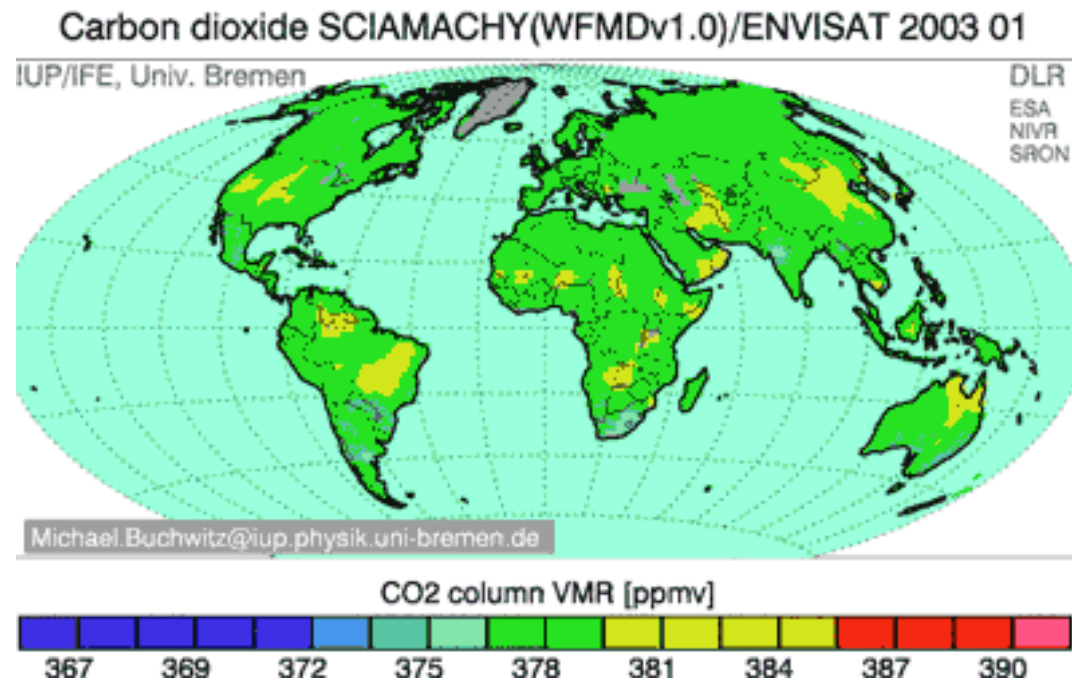 Carbon dioxide SCIAMACHY(WFMDv1.0)/ENVISAT 2003 01
IUP/IFE, Univ. Bremen
DLR
ESA
NIVR
SRON
Michael.Buchwitz@iup.physik.uni-bremen.de
CO2 column VMR [ppmv]
367 369 372 375 378 381 384 387 390